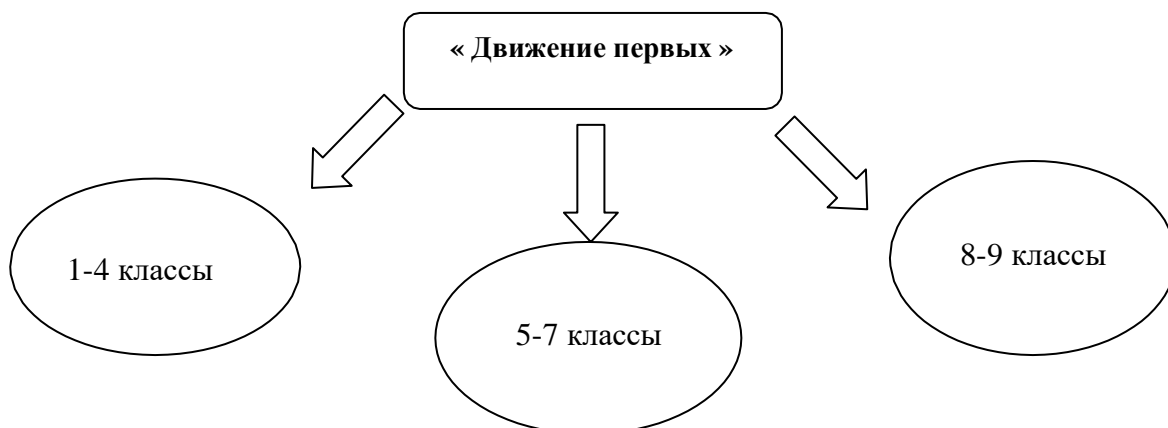 « Движение первых »
1-4 классы
5-7 классы
8-9 классы